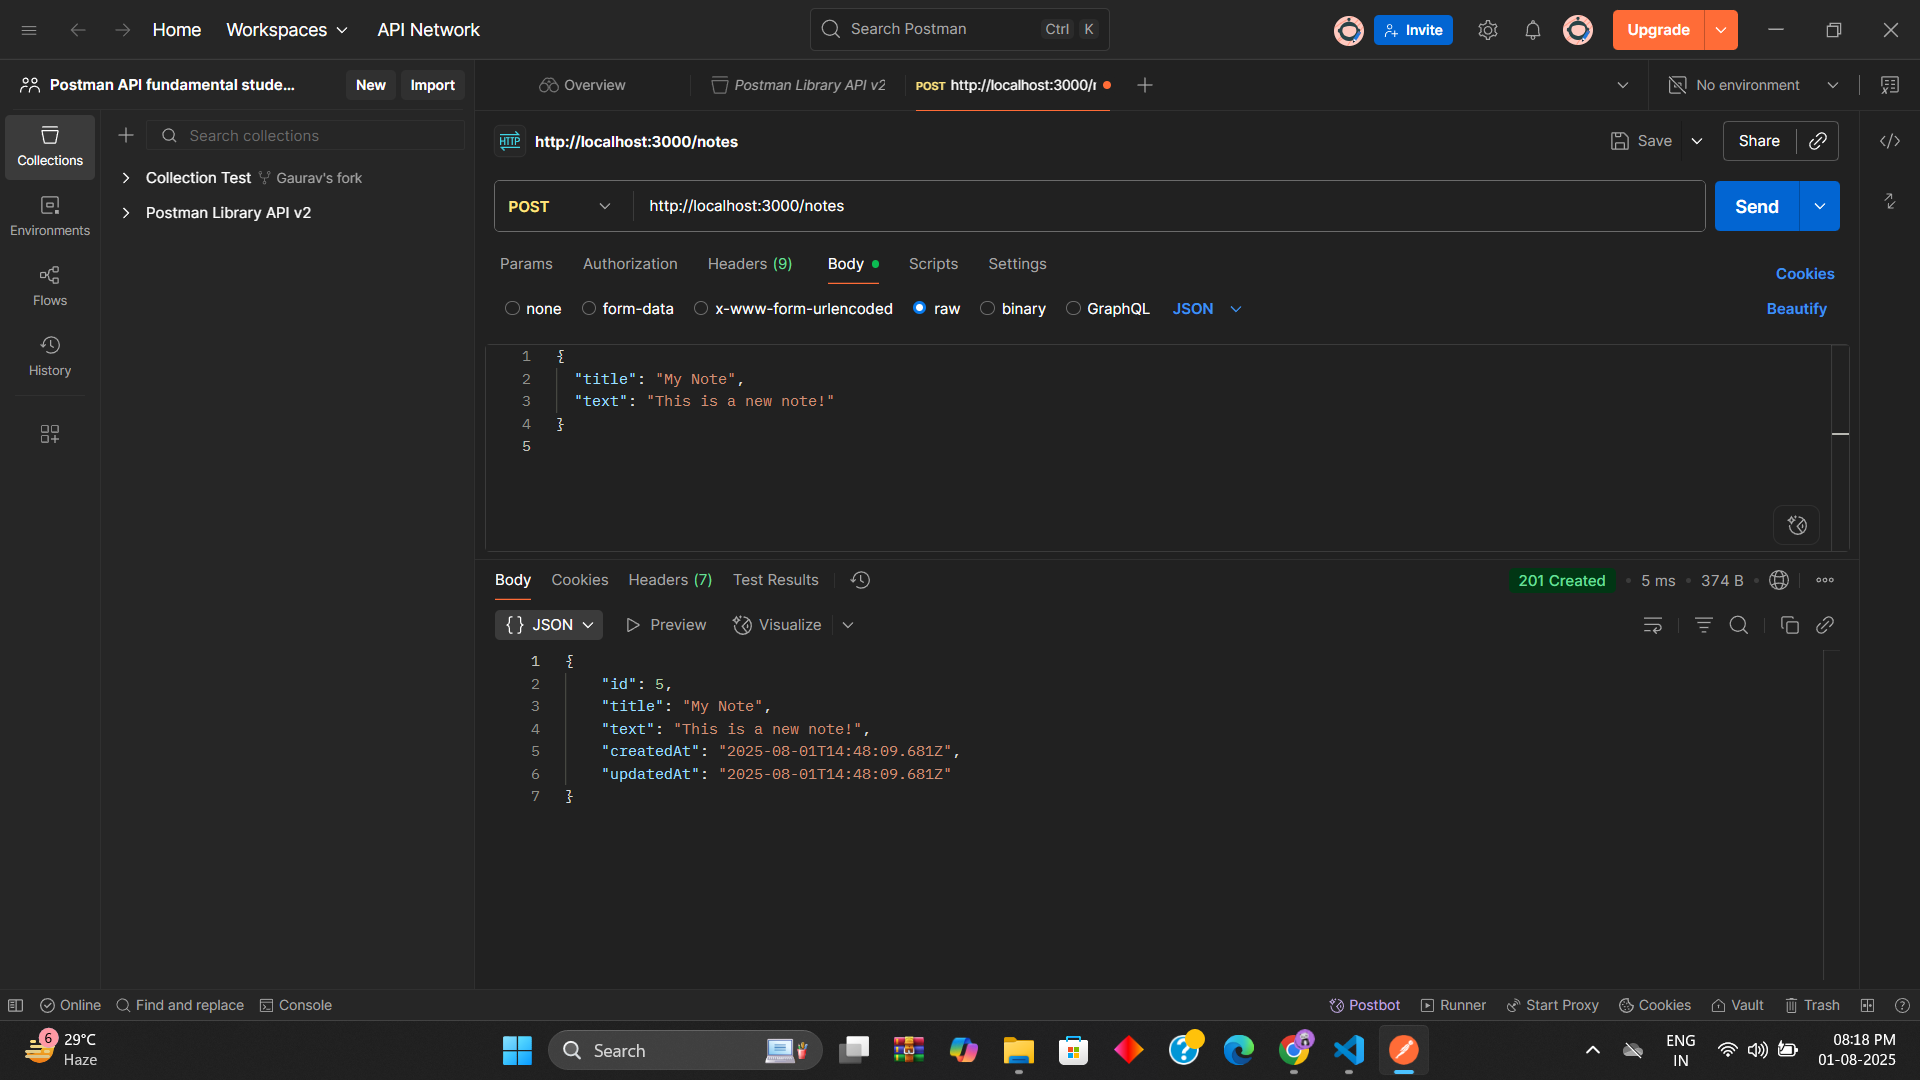 Home
Workspaces
API Network
Search Postman
Ctrl K
Invite
Upgrade
Postman API fundamental stude...
New
Import
Overview
Postman Library API v2
POST http://localhost:3000/
No environment
Collections
Search collections
Collection Test Gaurav's fork
Postman Library API v2
Environments
Flows
History
HTTP http://localhost:3000/notes
Save
Share
POST http://localhost:3000/notes
Send
Params Authorization Headers (9) Body Scripts Settings
Cookies
none form-data x-www-form-urlencoded raw binary GraphQL JSON
Beautify
1 {
2 "title": "My Note",
3 "text": "This is a new note!"
4 }
5
Body Cookies Headers (7) Test Results
201 Created 5 ms 374 B
{} JSON Preview Visualize
1 {
2 "id": 5,
3 "title": "My Note",
4 "text": "This is a new note!",
5 "createdAt": "2025-08-01T14:48:09.681Z",
6 "updatedAt": "2025-08-01T14:48:09.681Z"
7 }
Online Find and replace Console
Postbot Runner Start Proxy Cookies Vault Trash
6
29°C
Haze
Search
ENG
IN
08:18 PM
01-08-2025